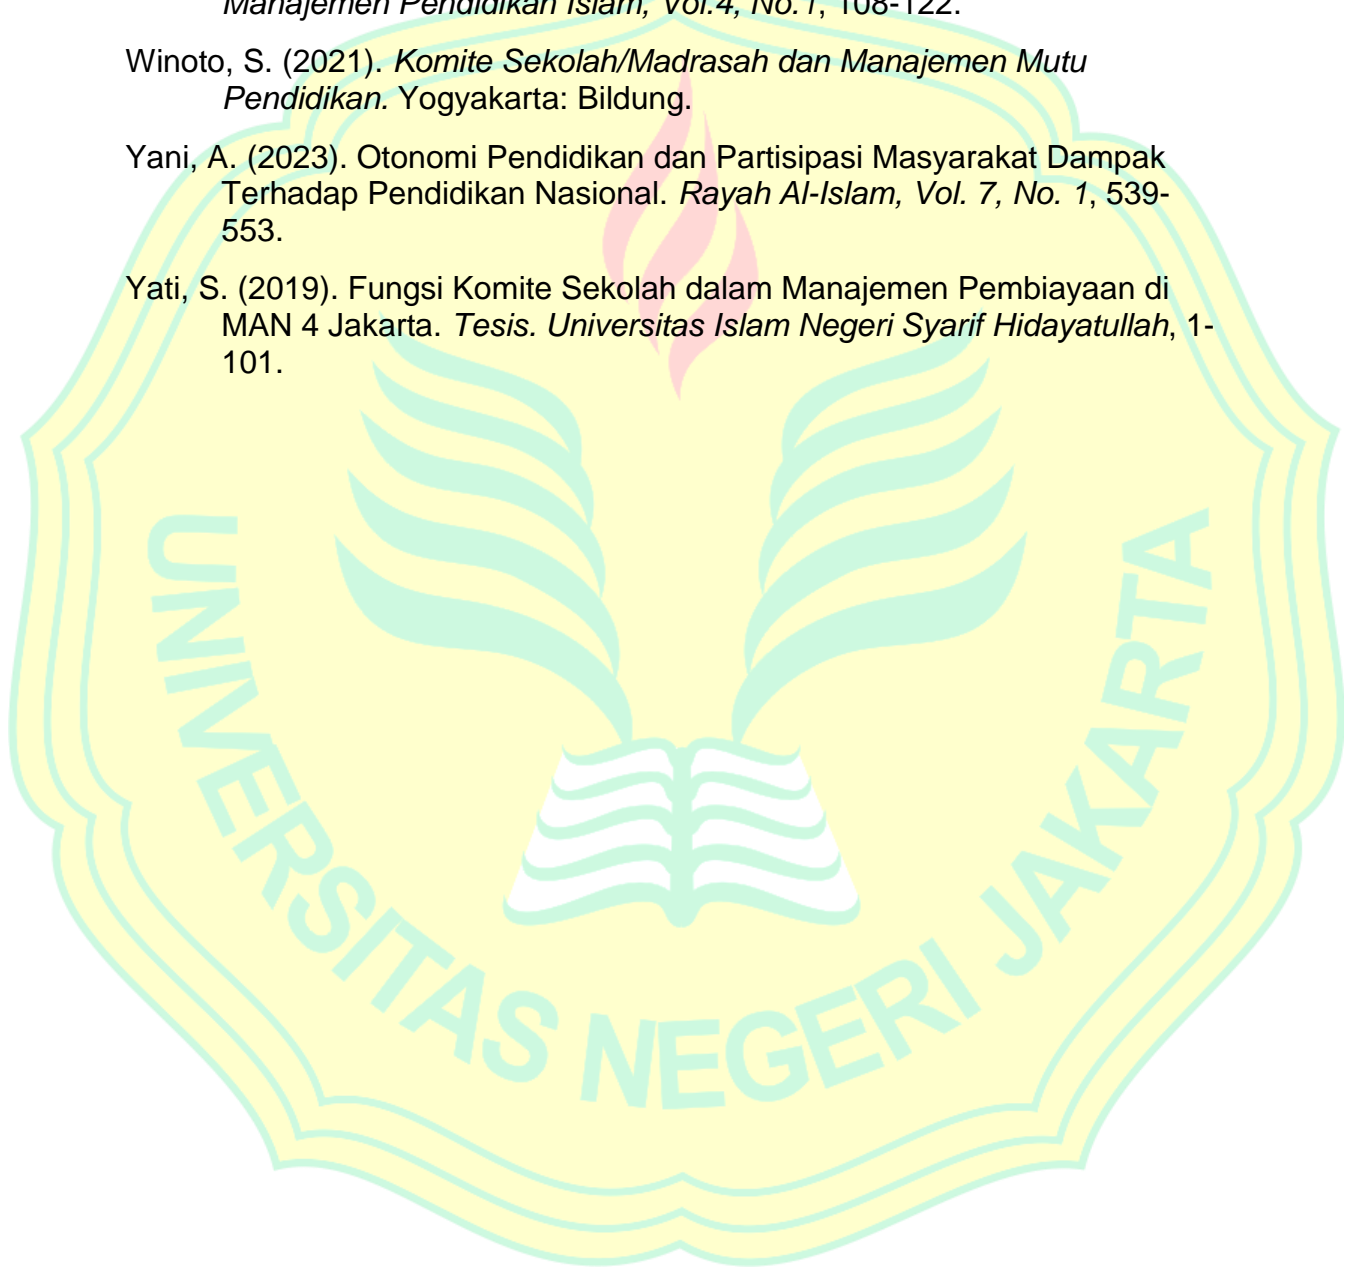 Manajemen Pendidikan Islam, Vol.4, No.1, 108-122.
Winoto, S. (2021). Komite Sekolah/Madrasah dan Manajemen Mutu
Pendidikan. Yogyakarta: Bildung.
Yani, A. (2023). Otonomi Pendidikan dan Partisipasi Masyarakat Dampak
Terhadap Pendidikan Nasional. Rayah Al-Islam, Vol. 7, No. 1, 539-
553.
Yati, S. (2019). Fungsi Komite Sekolah dalam Manajemen Pembiayaan di
MAN 4 Jakarta. Tesis. Universitas Islam Negeri Syarif Hidayatullah, 1-
101.
UNIVERSITAS NEGERI JAKARTA